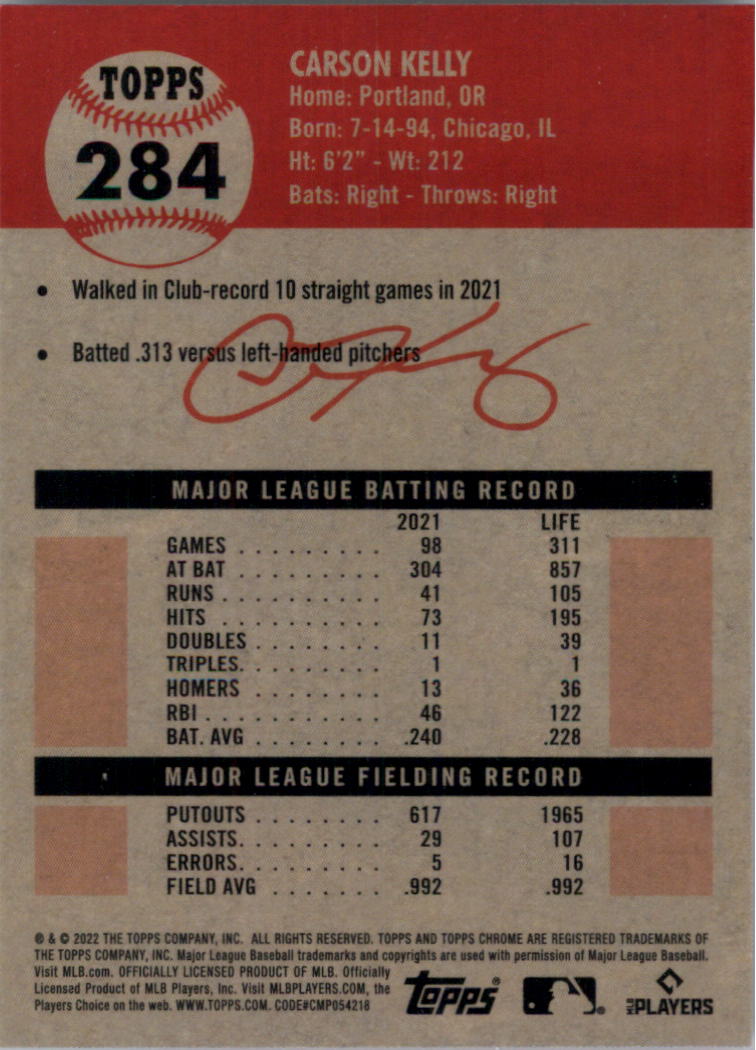 TOPPS
284
CARSON KELLY
Home: Portland, OR
Born: 7-14-94, Chicago, IL
Ht: 6'2" - Wt: 212
Bats: Right - Throws: Right
• Walked in Club-record 10 straight games in 2021
• Batted .313 versus left-handed pitchers
MAJOR LEAGUE BATTING RECORD
2021 LIFE
GAMES . . . . . . . . . 98 311
AT BAT . . . . . . . . . 304 857
RUNS . . . . . . . . . . 41 105
HITS . . . . . . . . . . 73 195
DOUBLES . . . . . . . . 11 39
TRIPLES. . . . . . . . . 1 1
HOMERS . . . . . . . . 13 36
RBI . . . . . . . . . . . 46 122
BAT. AVG . . . . . . . . .240 .228
MAJOR LEAGUE FIELDING RECORD
PUTOUTS . . . . . . . . 617 1965
ASSISTS. . . . . . . . . 29 107
ERRORS. . . . . . . . . 5 16
FIELD AVG . . . . . . . .992 .992
® & © 2022 THE TOPPS COMPANY, INC. ALL RIGHTS RESERVED. TOPPS AND TOPPS CHROME ARE REGISTERED TRADEMARKS OF
THE TOPPS COMPANY, INC. Major League Baseball trademarks and copyrights are used with permission of Major League Baseball.
Visit MLB.com. OFFICIALLY LICENSED PRODUCT OF MLB. Officially
Licensed Product of MLB Players, Inc. Visit MLBPLAYERS.COM, the
Players Choice on the web. WWW.TOPPS.COM. CODE#CMP054218
topps®
MLB PLAYERS